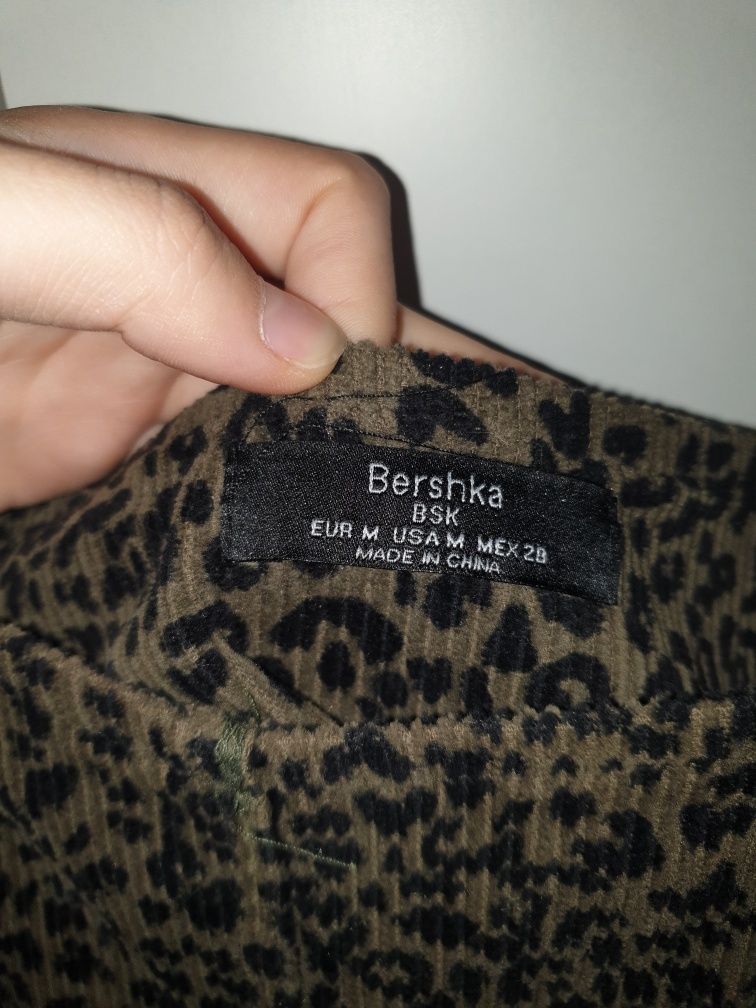 Bershka
BSK
EUR M USA M MEX 28
MADE IN CHINA